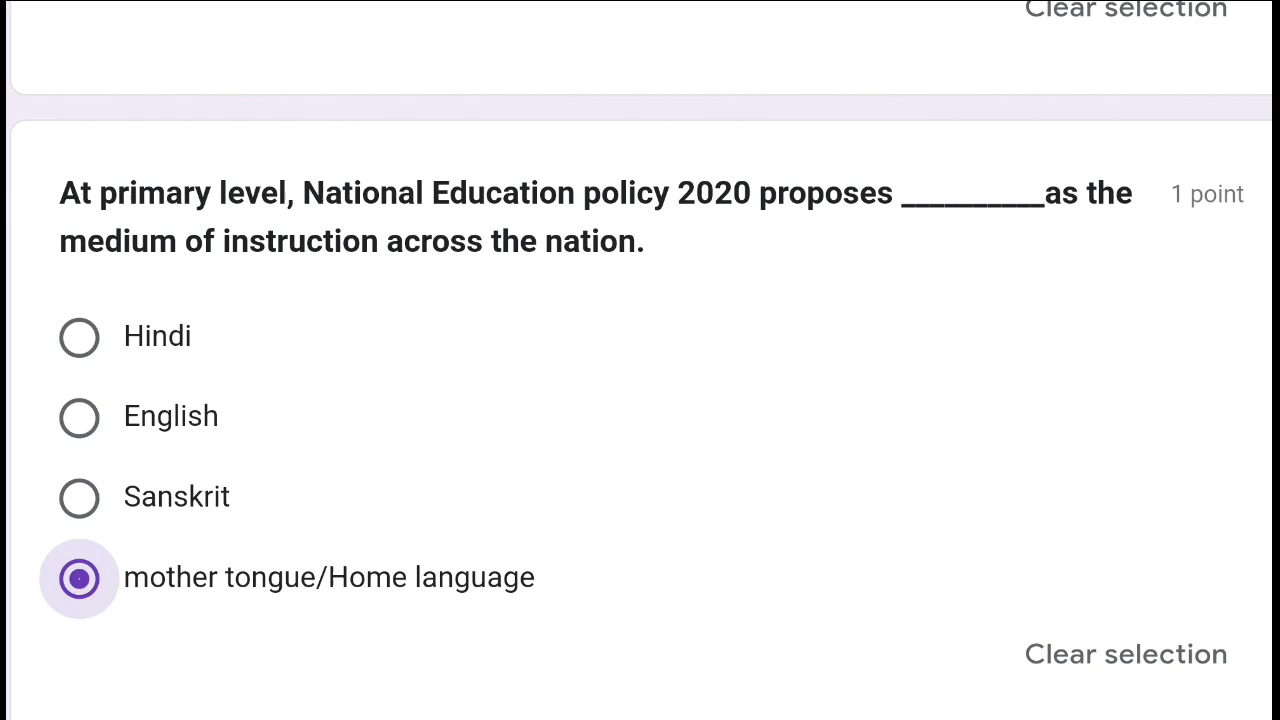 Clear selection
At primary level, National Education policy 2020 proposes __________as the
1 point
medium of instruction across the nation.
Hindi
English
Sanskrit
mother tongue/Home language
Clear selection